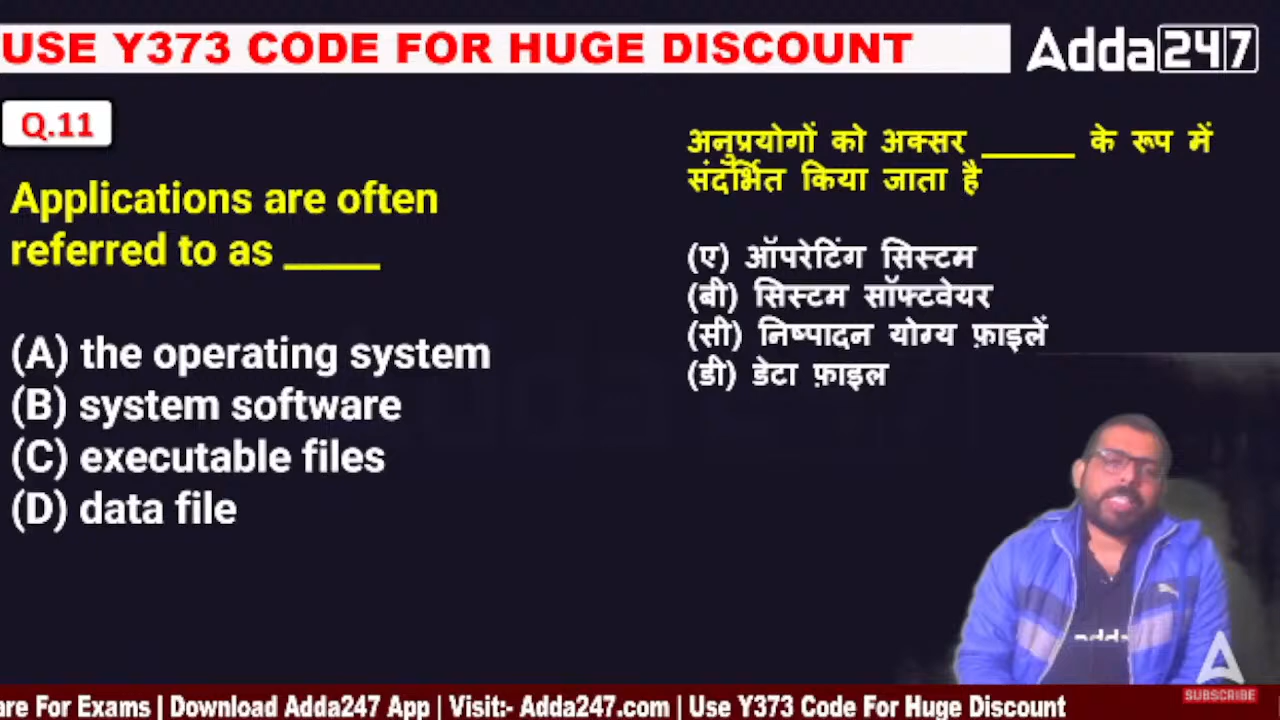 USE Y373 CODE FOR HUGE DISCOUNT
Adda247
Q.11
Applications are often
referred to as _____
(A) the operating system
(B) system software
(C) executable files
(D) data file
अनुप्रयोगों को अक्सर _____ के रूप में
संदर्भित किया जाता है
(ए) ऑपरेटिंग सिस्टम
(बी) सिस्टम सॉफ्टवेयर
(सी) निष्पादन योग्य फ़ाइलें
(डी) डेटा फ़ाइल
adda
A
SUBSCRIBE
are For Exams | Download Adda247 App | Visit:- Adda247.com | Use Y373 Code For Huge Discount